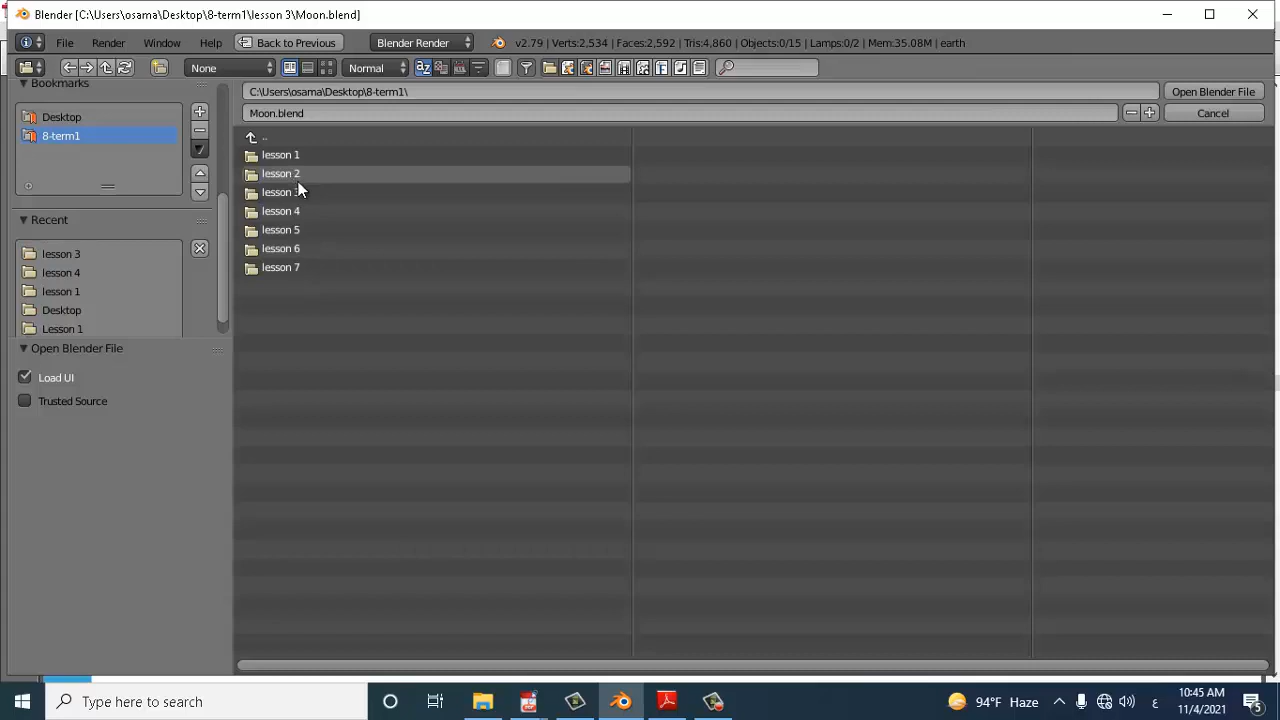 Blender [C:\Users\osama\Desktop\8-term1\lesson 3\Moon.blend]
File Render Window Help Back to Previous Blender Render v2.79 | Verts:2,534 | Faces:2,592 | Tris:4,860 | Objects:0/15 | Lamps:0/2 | Mem:35.08M | earth
None Normal
Bookmarks
Desktop
8-term1
Recent
lesson 3
lesson 4
lesson 1
Desktop
Lesson 1
Open Blender File
Load UI
Trusted Source
C:\Users\osama\Desktop\8-term1\ Open Blender File
Moon.blend Cancel
..
lesson 1
lesson 2
lesson 3
lesson 4
lesson 5
lesson 6
lesson 7
Type here to search
94°F Haze ع 10:45 AM
11/4/2021 5